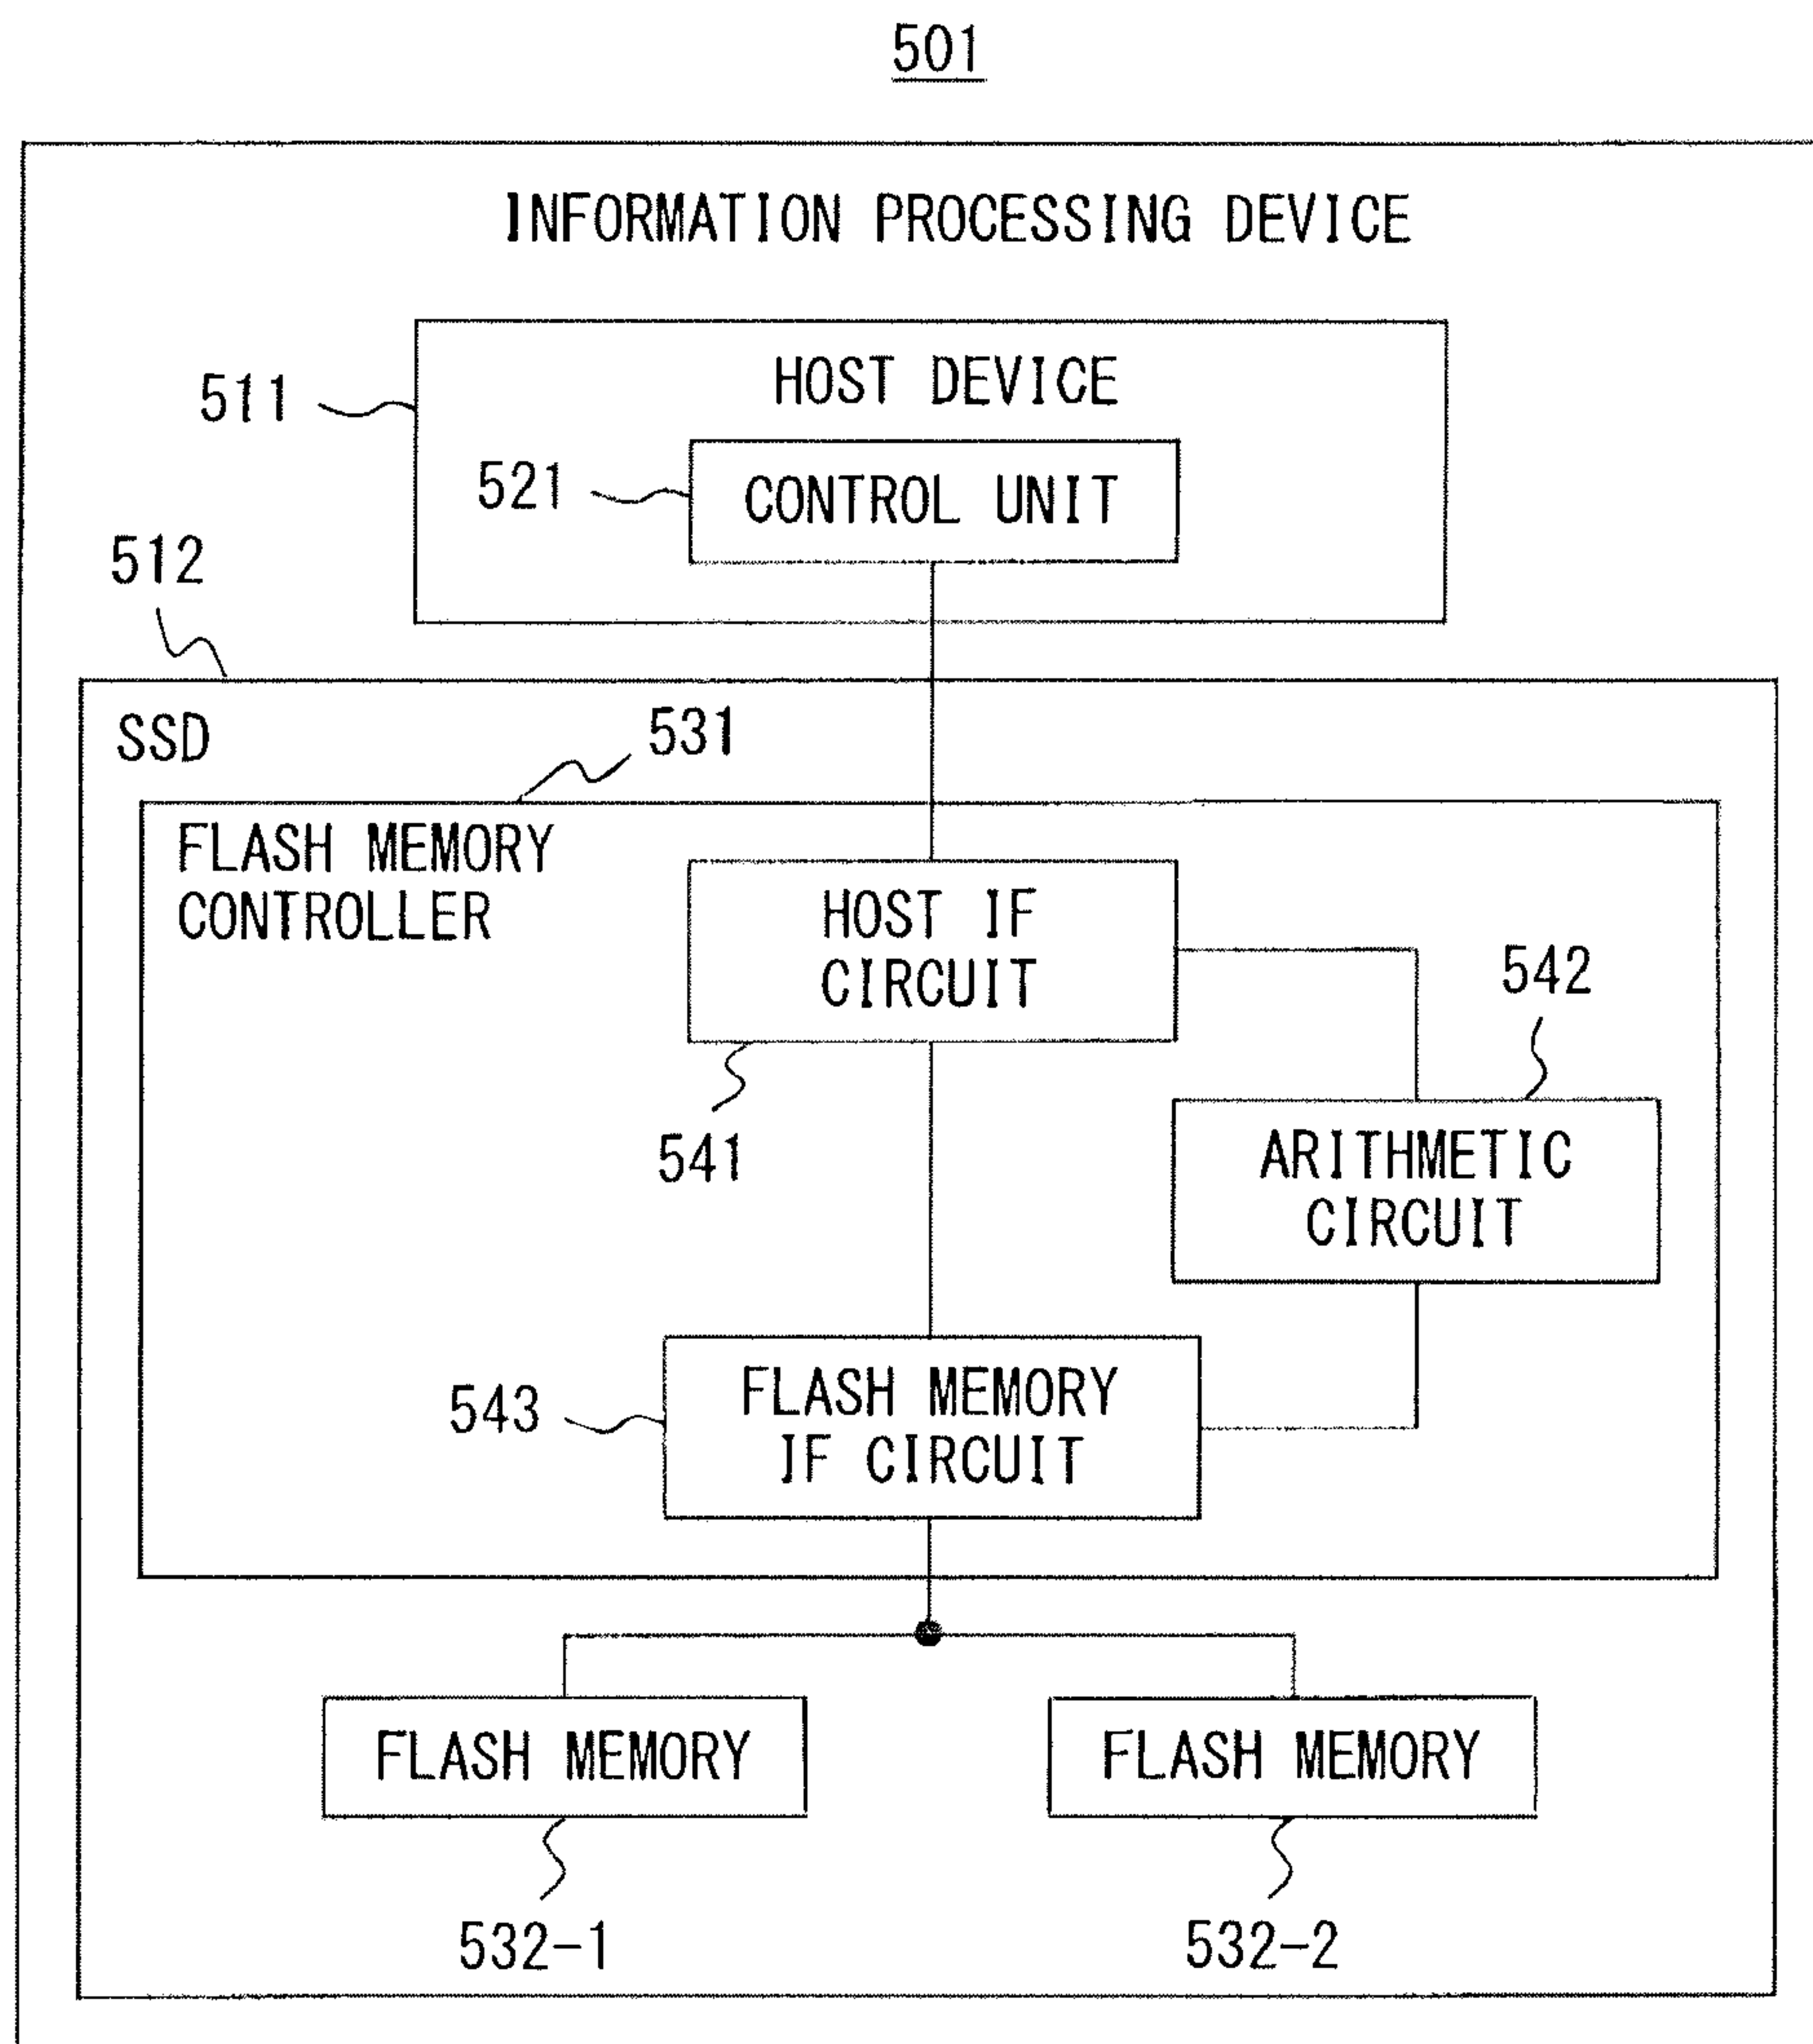 501
INFORMATION PROCESSING DEVICE
511
HOST DEVICE
521
CONTROL UNIT
512
SSD
531
FLASH MEMORY
CONTROLLER
HOST IF
CIRCUIT
541
542
ARITHMETIC
CIRCUIT
543
FLASH MEMORY
IF CIRCUIT
FLASH MEMORY
FLASH MEMORY
532-1
532-2